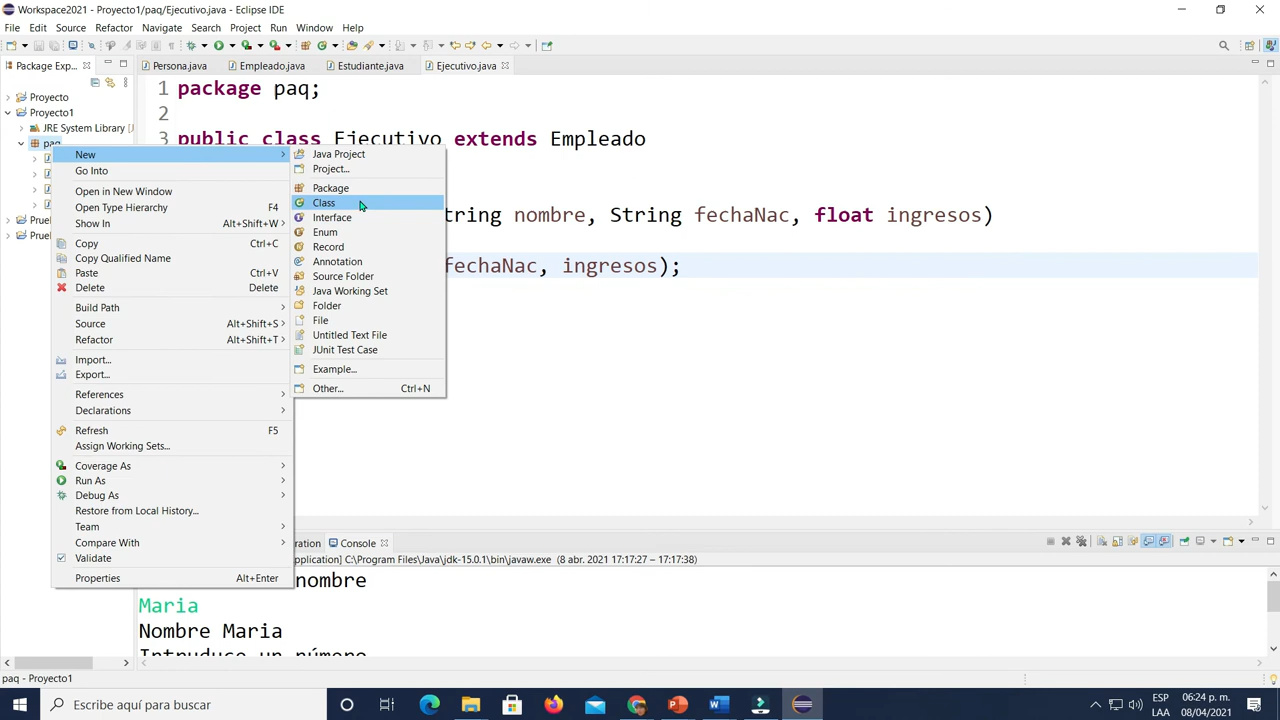 Workspace2021 - Proyecto1/paq/Ejecutivo.java - Eclipse IDE
File Edit Source Refactor Navigate Search Project Run Window Help
Package Exp...
Persona.java
Empleado.java
Estudiante.java
Ejecutivo.java
Proyecto
Proyecto1
JRE System Library [J
paq
1 package paq;
2
3 public class Ejecutivo extends Empleado
tring nombre, String fechaNac, float ingresos)
fechaNac, ingresos);
New
Go Into
Open in New Window
Open Type Hierarchy F4
Show In Alt+Shift+W
Copy Ctrl+C
Copy Qualified Name
Paste Ctrl+V
Delete Delete
Build Path
Source Alt+Shift+S
Refactor Alt+Shift+T
Import...
Export...
References
Declarations
Refresh F5
Assign Working Sets...
Coverage As
Run As
Debug As
Restore from Local History...
Team
Compare With
Validate
Properties Alt+Enter
Java Project
Project...
Package
Class
Interface
Enum
Record
Annotation
Source Folder
Java Working Set
Folder
File
Untitled Text File
JUnit Test Case
Example...
Other... Ctrl+N
Prue
Prue
ration
Console
plication] C:\Program Files\Java\jdk-15.0.1\bin\javaw.exe (8 abr. 2021 17:17:27 – 17:17:38)
nombre
Maria
Nombre Maria
Intruduce un número
paq - Proyecto1
Escribe aquí para buscar
ESP
LAA
06:24 p. m.
08/04/2021